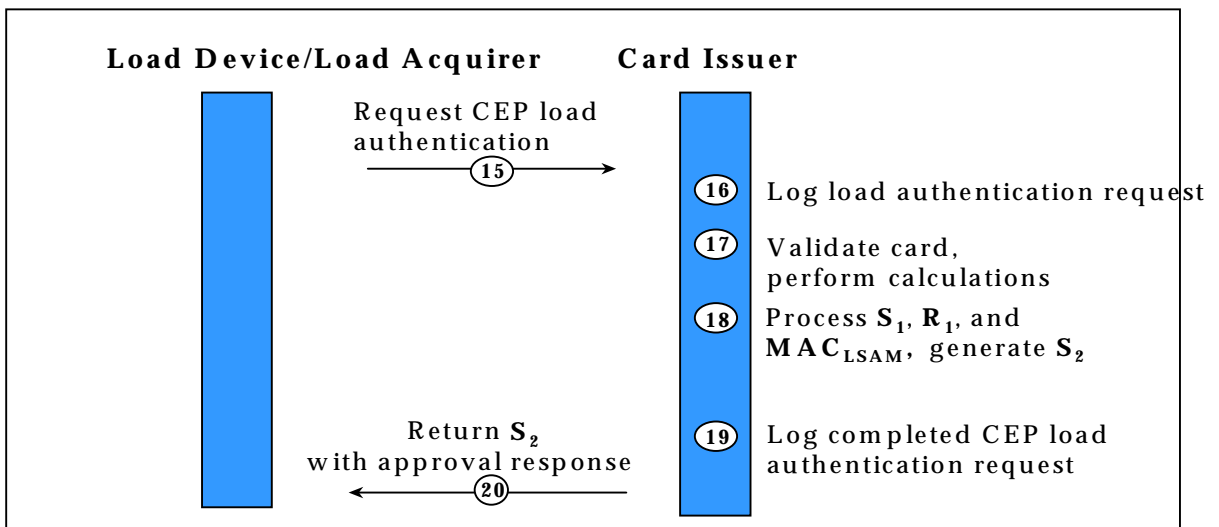 Load Device/Load Acquirer
Card Issuer
Request CEP load
authentication
15
16
Log load authentication request
17
Validate card,
perform calculations
18
Process S₁, R₁, and
MAC_LSAM, generate S₂
Return S₂
with approval response
20
19
Log completed CEP load
authentication request